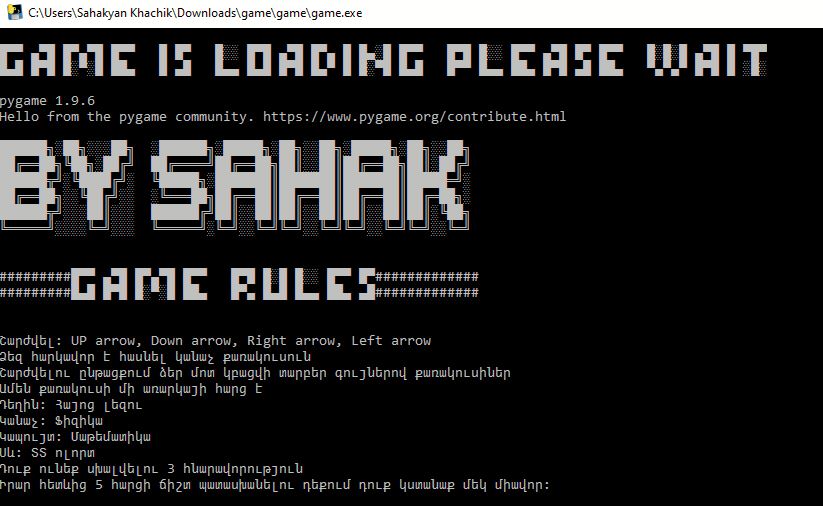 C:\Users\Sahakyan Khachik\Downloads\game\game\game.exe
GAME IS LOADING PLEASE WAIT
pygame 1.9.6
Hello from the pygame community. https://www.pygame.org/contribute.html
BY SAHAK
#########GAME RULES#############
#########GAME RULES#############
Շարժվել: UP arrow, Down arrow, Right arrow, Left arrow
Ձեզ հարկավոր է հասնել կանաչ քառակուսուն
Շարժվելու ընթացքում ձեր մոտ կբացվի տարբեր գույներով քառակուսիներ
Ամեն քառակուսի մի առարկայի հարց է
Դեղին: Հայոց լեզու
Կանաչ: Ֆիզիկա
Կապույտ: Մաթեմատիկա
Սև: SS ոլորտ
Դուք ունեք սխալվելու 3 հնարավորություն
Իրար հետևից 5 հարցի ճիշտ պատասխանելու դեքում դուք կստանաք մեկ միավոր: